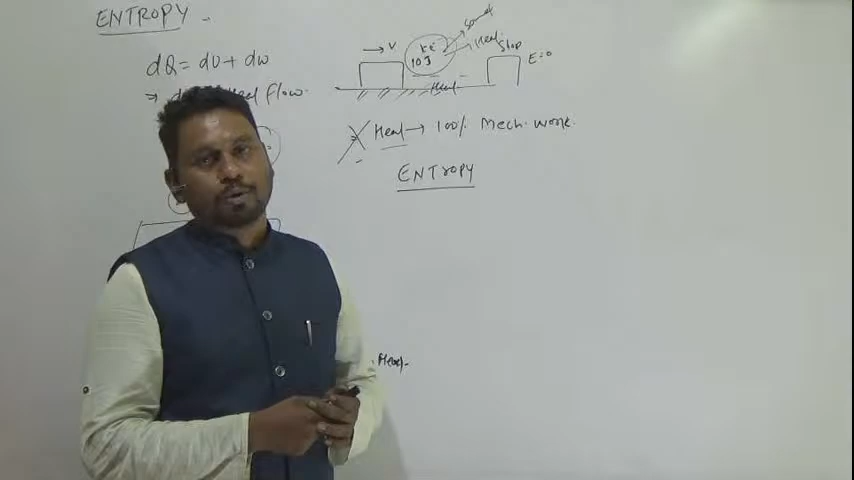 ENTROPY
dQ = dU + dW
→ d Heat Flow.
→ V
KE
10J
Sound
Heat
Stop
E=0
Heat
Heat → 100% Mech. work.
ENTROPY
Heat